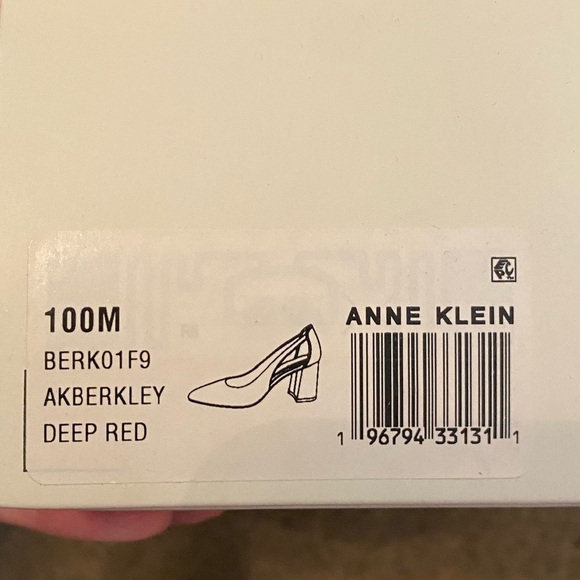 100M
BERK01F9
AKBERKLEY
DEEP RED
ANNE KLEIN
1 96794 33131 1